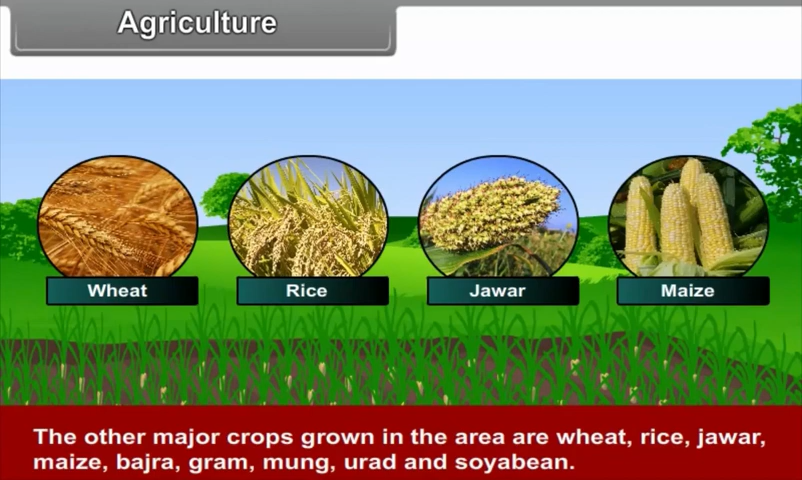 Agriculture
Wheat
Rice
Jawar
Maize
The other major crops grown in the area are wheat, rice, jawar,
maize, bajra, gram, mung, urad and soyabean.